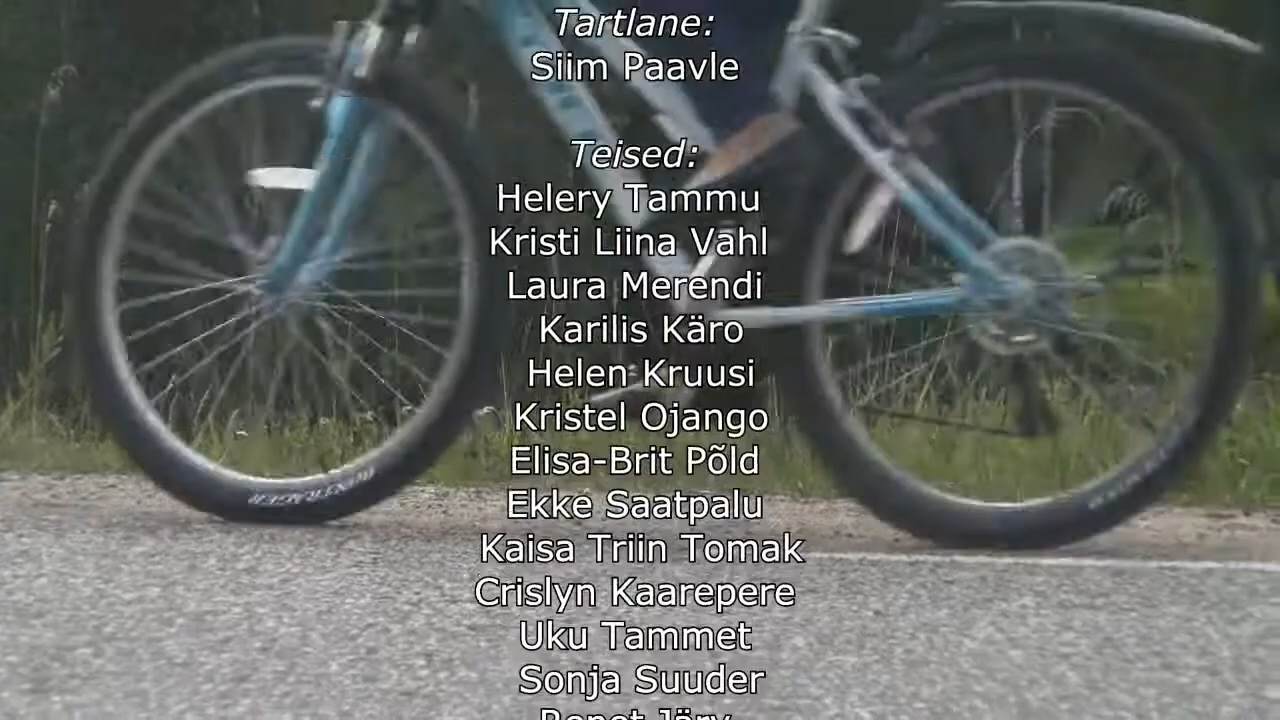 Tartlane:
Siim Paavle
Teised:
Helery Tammu
Kristi Liina Vahl
Laura Merendi
Karilis Käro
Helen Kruusi
Kristel Ojango
Elisa-Brit Põld
Ekke Saatpalu
Kaisa Triin Tomak
Crislyn Kaarepere
Uku Tammet
Sonja Suuder